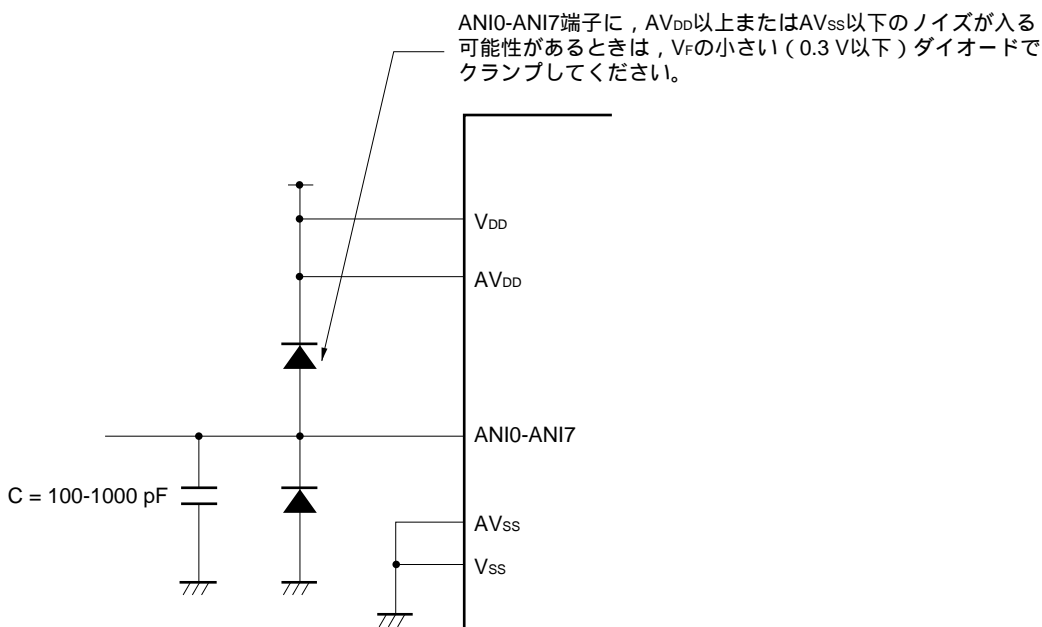 ANI0-ANI7端子に，AVDD以上またはAVSS以下のノイズが入る
可能性があるときは，VFの小さい（0.3 V以下）ダイオードで
クランプしてください。
VDD
AVDD
ANI0-ANI7
C = 100-1000 pF
AVSS
VSS